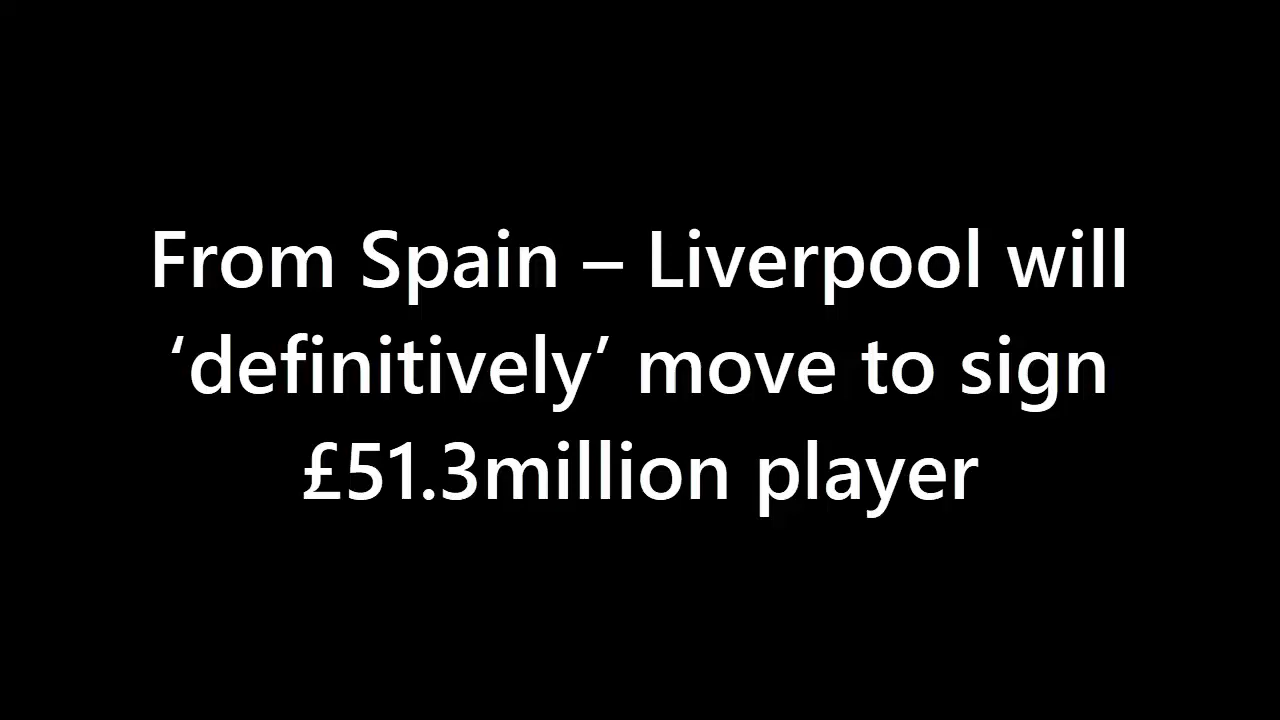 From Spain – Liverpool will
‘definitively’ move to sign
£51.3million player